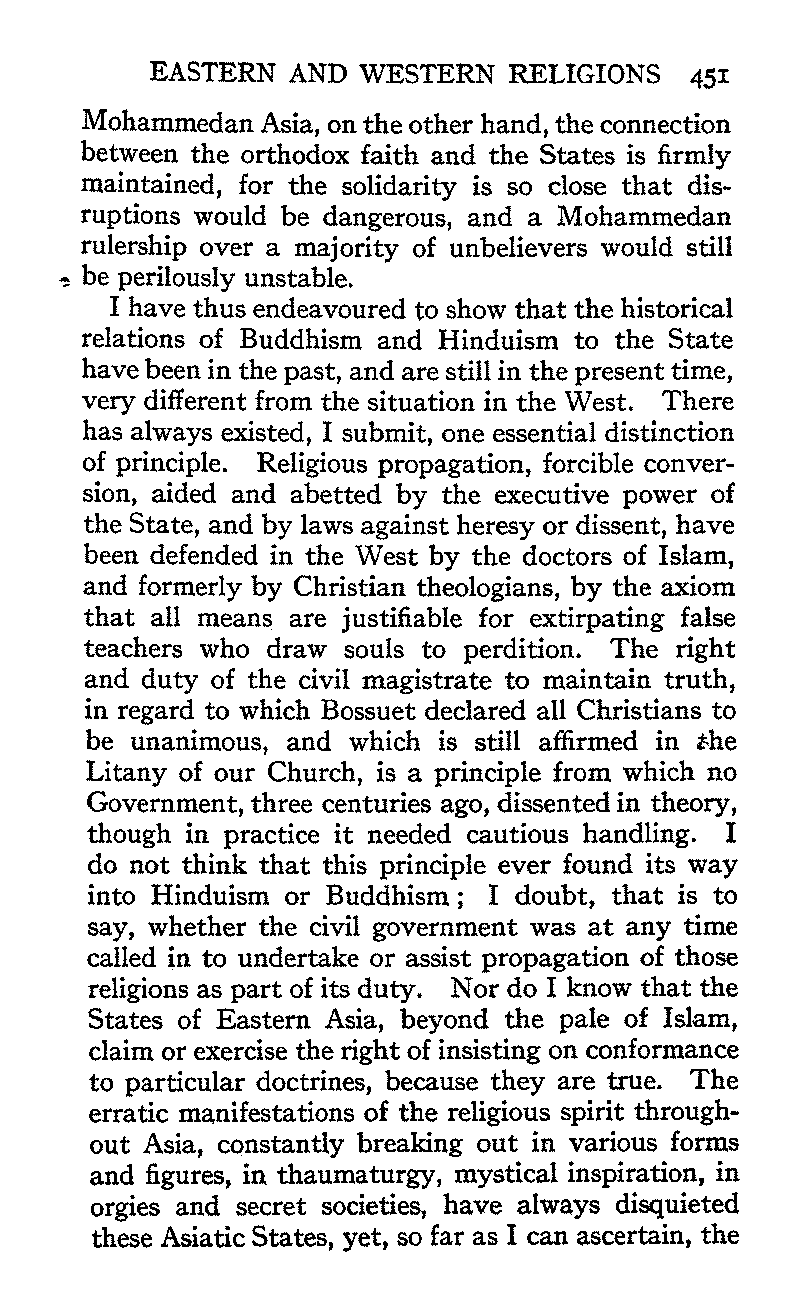 EASTERN AND WESTERN RELIGIONS 451
Mohammedan Asia, on the other hand, the connection
between the orthodox faith and the States is firmly
maintained, for the solidarity is so close that dis-
ruptions would be dangerous, and a Mohammedan
rulership over a majority of unbelievers would still
be perilously unstable.
I have thus endeavoured to show that the historical
relations of Buddhism and Hinduism to the State
have been in the past, and are still in the present time,
very different from the situation in the West. There
has always existed, I submit, one essential distinction
of principle. Religious propagation, forcible conver-
sion, aided and abetted by the executive power of
the State, and by laws against heresy or dissent, have
been defended in the West by the doctors of Islam,
and formerly by Christian theologians, by the axiom
that all means are justifiable for extirpating false
teachers who draw souls to perdition. The right
and duty of the civil magistrate to maintain truth,
in regard to which Bossuet declared all Christians to
be unanimous, and which is still affirmed in the
Litany of our Church, is a principle from which no
Government, three centuries ago, dissented in theory,
though in practice it needed cautious handling. I
do not think that this principle ever found its way
into Hinduism or Buddhism; I doubt, that is to
say, whether the civil government was at any time
called in to undertake or assist propagation of those
religions as part of its duty. Nor do I know that the
States of Eastern Asia, beyond the pale of Islam,
claim or exercise the right of insisting on conformance
to particular doctrines, because they are true. The
erratic manifestations of the religious spirit through-
out Asia, constantly breaking out in various forms
and figures, in thaumaturgy, mystical inspiration, in
orgies and secret societies, have always disquieted
these Asiatic States, yet, so far as I can ascertain, the